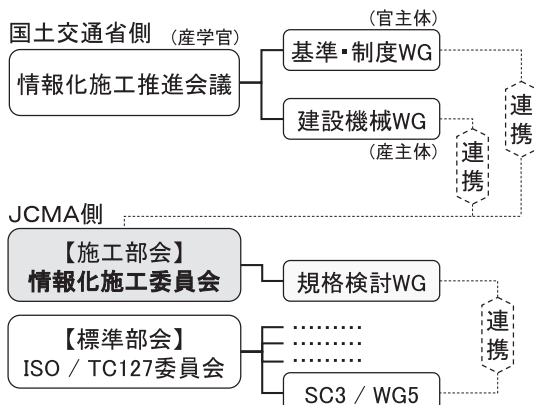 国土交通省側 (産学官)
情報化施工推進会議
(官主体)
基準・制度WG
建設機械WG
(産主体)
連携
連携
JCMA側
【施工部会】
情報化施工委員会
規格検討WG
【標準部会】
ISO / TC127委員会
………
………
SC3 / WG5
連携